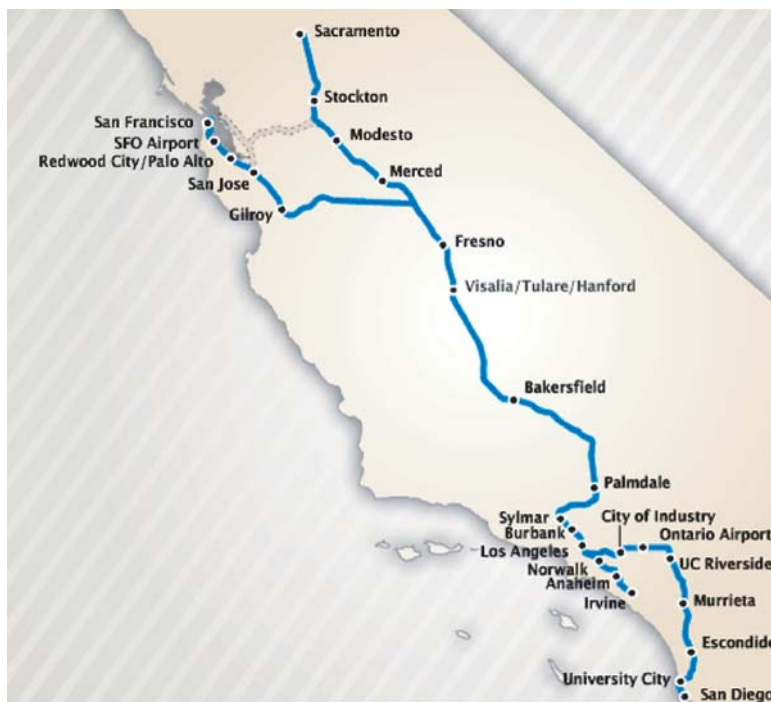 Sacramento
Stockton
San Francisco
SFO Airport
Modesto
Redwood City/Palo Alto
Merced
San Jose
Gilroy
Fresno
Visalia/Tulare/Hanford
Bakersfield
Palmdale
Sylmar
City of Industry
Burbank
Ontario Airport
Los Angeles
UC Riverside
Norwalk
Anaheim
Irvine
Murrieta
Escondido
University City
San Diego